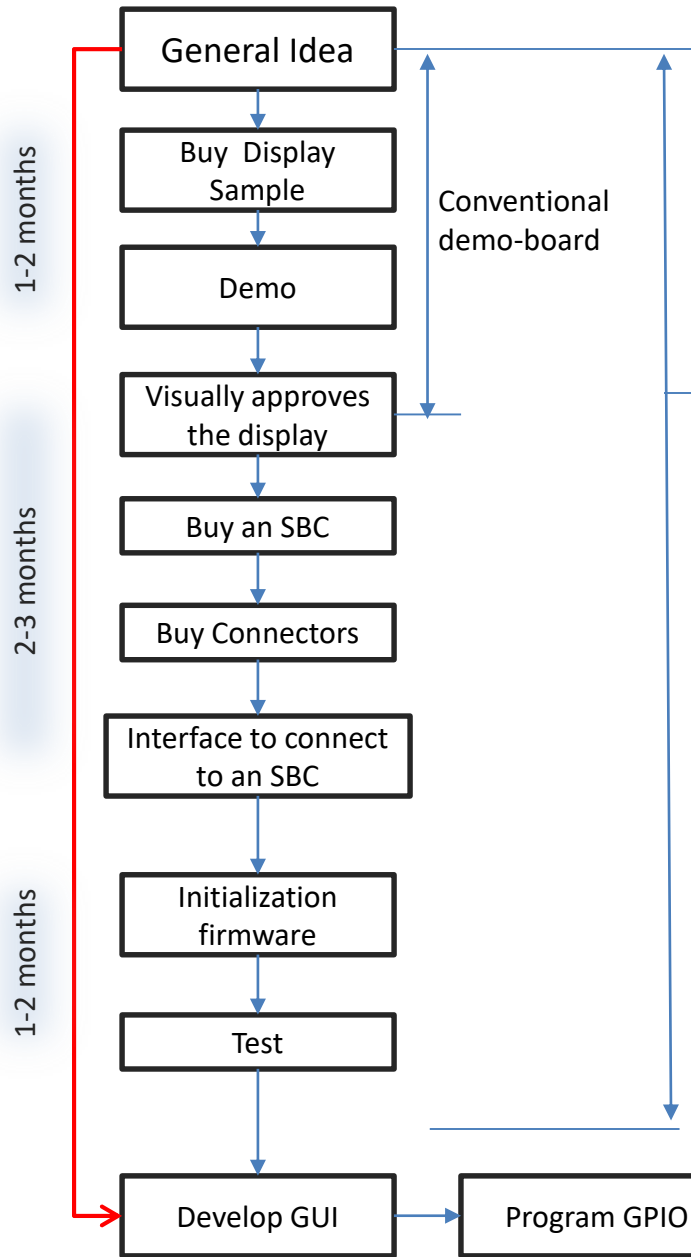 General Idea
1-2 months
Buy Display
Sample
Conventional
demo-board
Demo
Visually approves
the display
2-3 months
Buy an SBC
Buy Connectors
Interface to connect
to an SBC
1-2 months
Initialization
firmware
Test
Develop GUI
Program GPIO